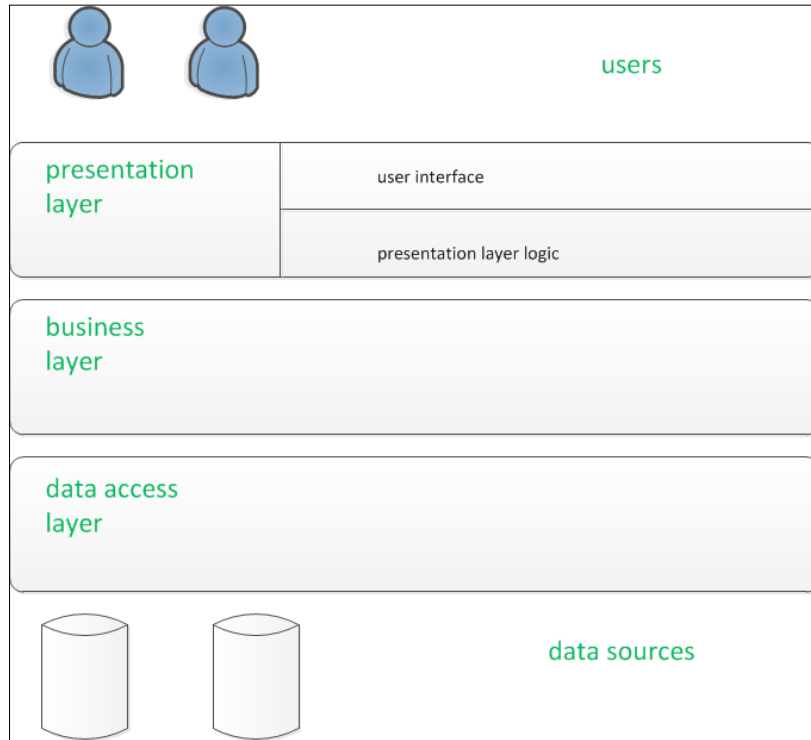 users
presentation
layer
user interface
presentation layer logic
business
layer
data access
layer
data sources